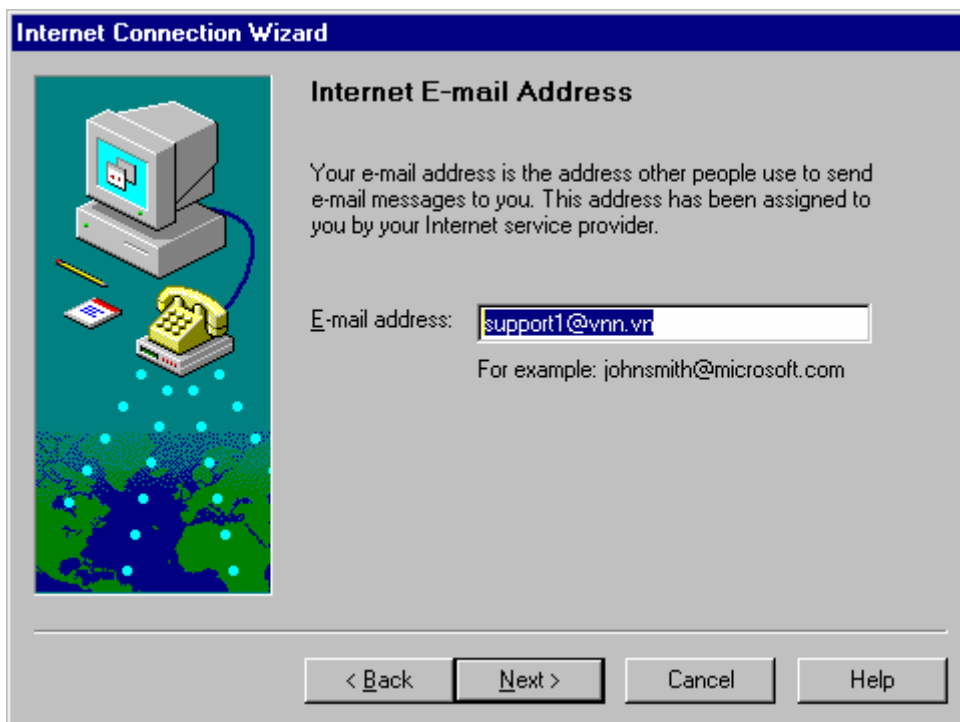 Internet Connection Wizard
Internet E-mail Address
Your e-mail address is the address other people use to send
e-mail messages to you. This address has been assigned to
you by your Internet service provider.
E-mail address: support1@vnn.vn
For example: johnsmith@microsoft.com
< Back Next > Cancel Help